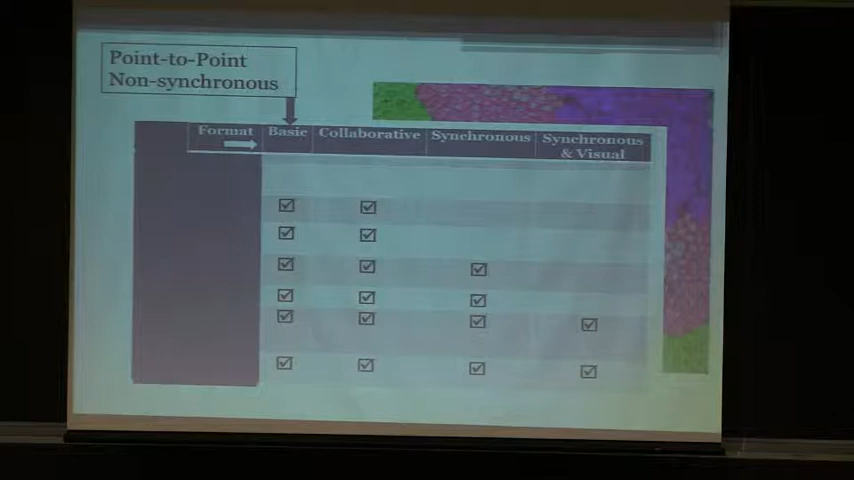 Point-to-Point
Non-synchronous
Format Basic Collaborative Synchronous Synchronous
& Visual